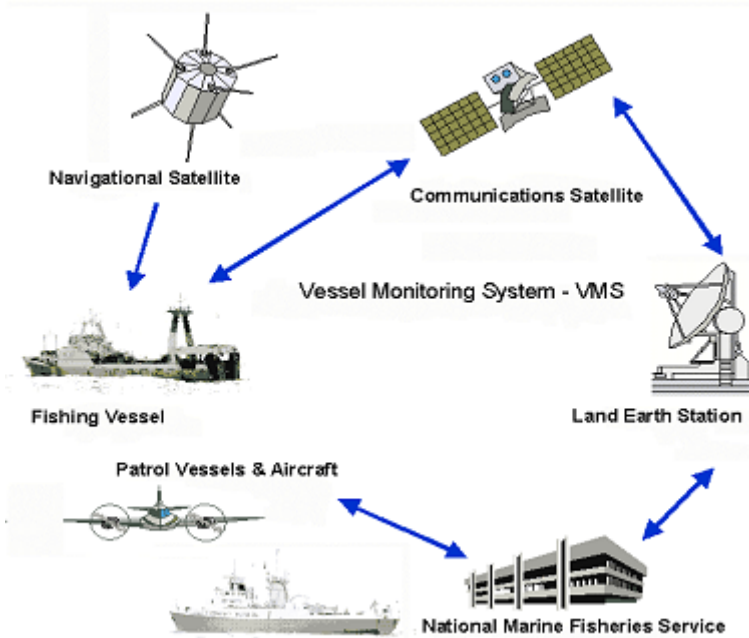 Navigational Satellite
Communications Satellite
Vessel Monitoring System - VMS
Fishing Vessel
Land Earth Station
Patrol Vessels & Aircraft
National Marine Fisheries Service